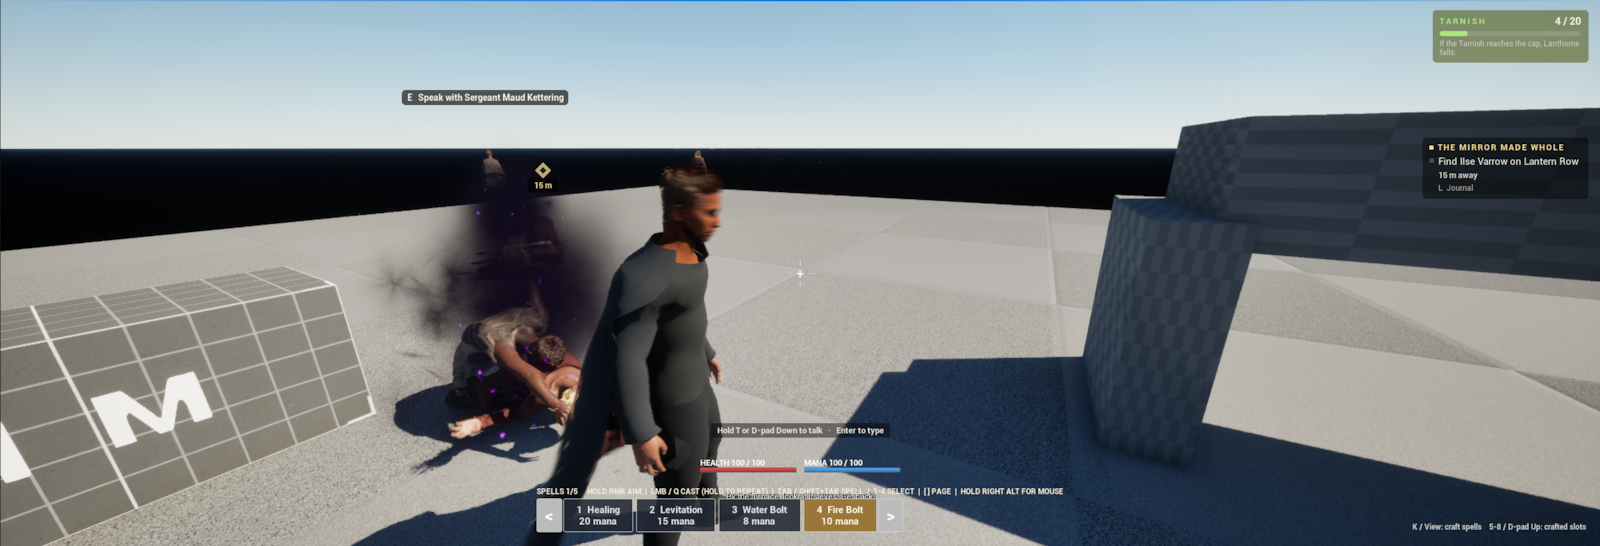 TARNISH 4 / 20
If the Tarnish reaches the cap, Lanthorne
falls.
E Speak with Sergeant Maud Kettering
THE MIRROR MADE WHOLE
Find Ilse Varrow on Lantern Row
15 m away
L Journal
15 m
M
Hold T or D-pad Down to talk · Enter to type
HEALTH 100 / 100 MANA 100 / 100
SPELLS 1/5 HOLD RMB AIM | LMB / Q CAST (HOLD TO REPEAT) | TAB / SHIFT+TAB SPELL | 1-4 SELECT | [ ] PAGE | HOLD RIGHT ALT FOR MOUSE
< 1 Healing 2 Levitation 3 Water Bolt 4 Fire Bolt >
20 mana 15 mana 8 mana 10 mana
K / View: craft spells 5-8 / D-pad Up: crafted slots